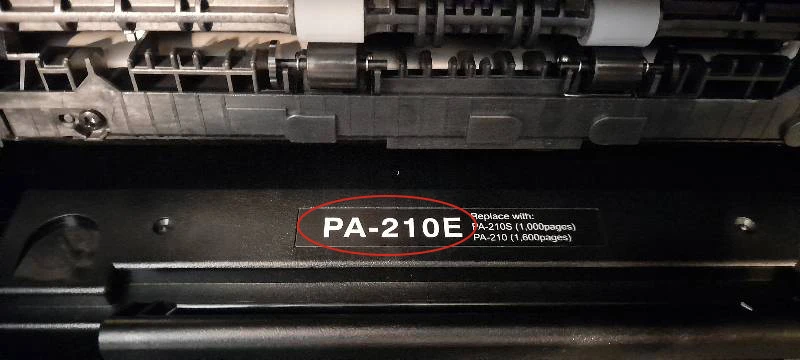 PA-210E
Replace with:
PA-210S (1,000pages)
PA-210 (1,600pages)